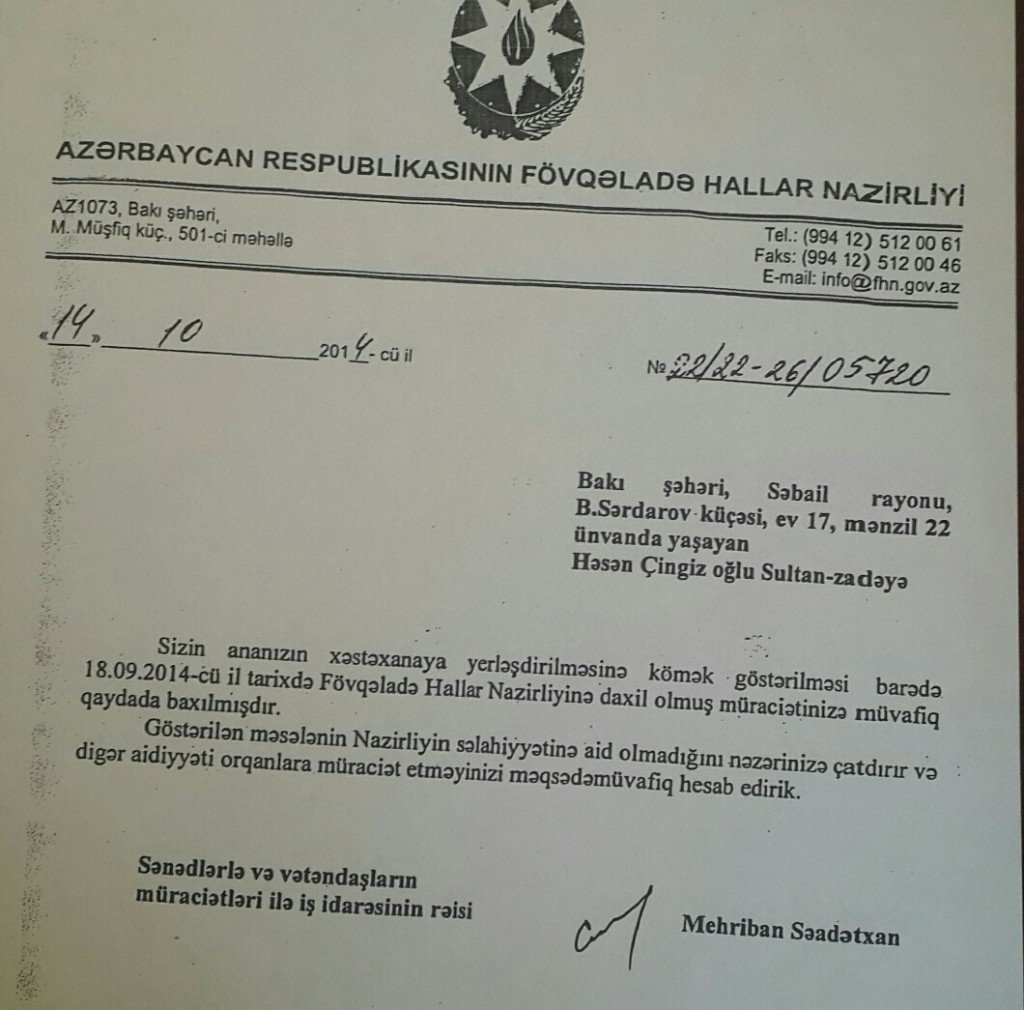 AZƏRBAYCAN RESPUBLİKASININ FÖVQƏLADƏ HALLAR NAZİRLİYİ
AZ1073, Bakı şəhəri,
M. Müşfiq küç., 501-ci məhəllə
Tel.: (994 12) 512 00 61
Faks: (994 12) 512 00 46
E-mail: info@fhn.gov.az
«14» 10 2014-cü il
№ 22/22-26/05720
Bakı şəhəri, Səbail rayonu,
B.Sərdarov küçəsi, ev 17, mənzil 22
ünvanda yaşayan
Həsən Çingiz oğlu Sultan-zadəyə
Sizin ananızın xəstəxanaya yerləşdirilməsinə kömək göstərilməsi barədə
18.09.2014-cü il tarixdə Fövqəladə Hallar Nazirliyinə daxil olmuş müraciətinizə müvafiq
qaydada baxılmışdır.
Göstərilən məsələnin Nazirliyin səlahiyyətinə aid olmadığını nəzərinizə çatdırır və
digər aidiyyəti orqanlara müraciət etməyinizi məqsədəmüvafiq hesab edirik.
Sənədlərlə və vətəndaşların
müraciətləri ilə iş idarəsinin rəisi
Mehriban Səadətxan